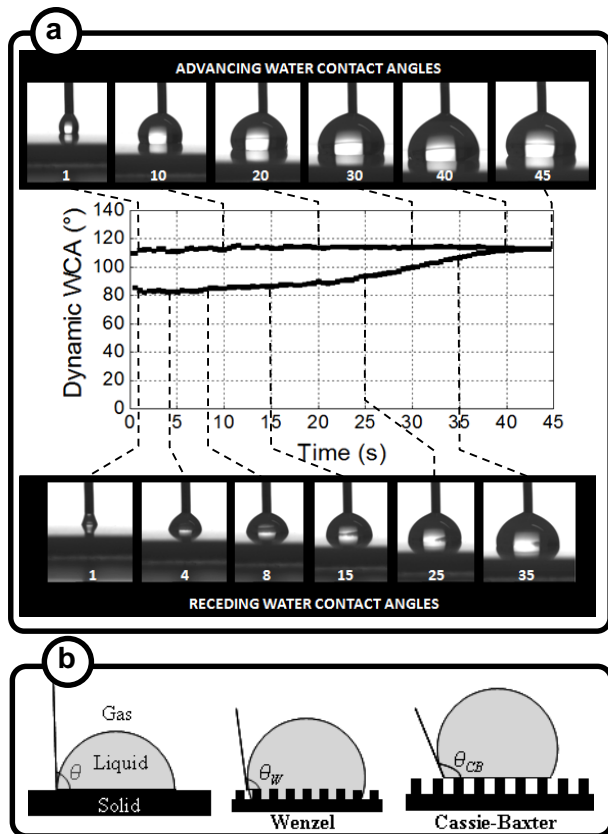 a
ADVANCING WATER CONTACT ANGLES
1 10 20 30 40 45
Dynamic WCA (°)
140
120
100
80
60
40
20
0
0 5 10 15 20 25 30 35 40 45
Time (s)
1 4 8 15 25 35
RECEDING WATER CONTACT ANGLES
b
Gas
Liquid
Solid
θ
θW
Wenzel
θCB
Cassie-Baxter